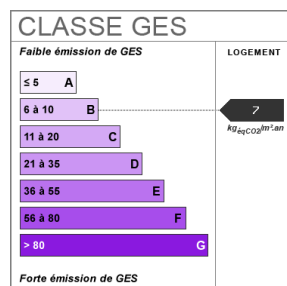 CLASSE GES
Faible émission de GES
LOGEMENT
≤ 5 A
6 à 10 B
7
kgéqCO2/m².an
11 à 20 C
21 à 35 D
36 à 55 E
56 à 80 F
> 80 G
Forte émission de GES